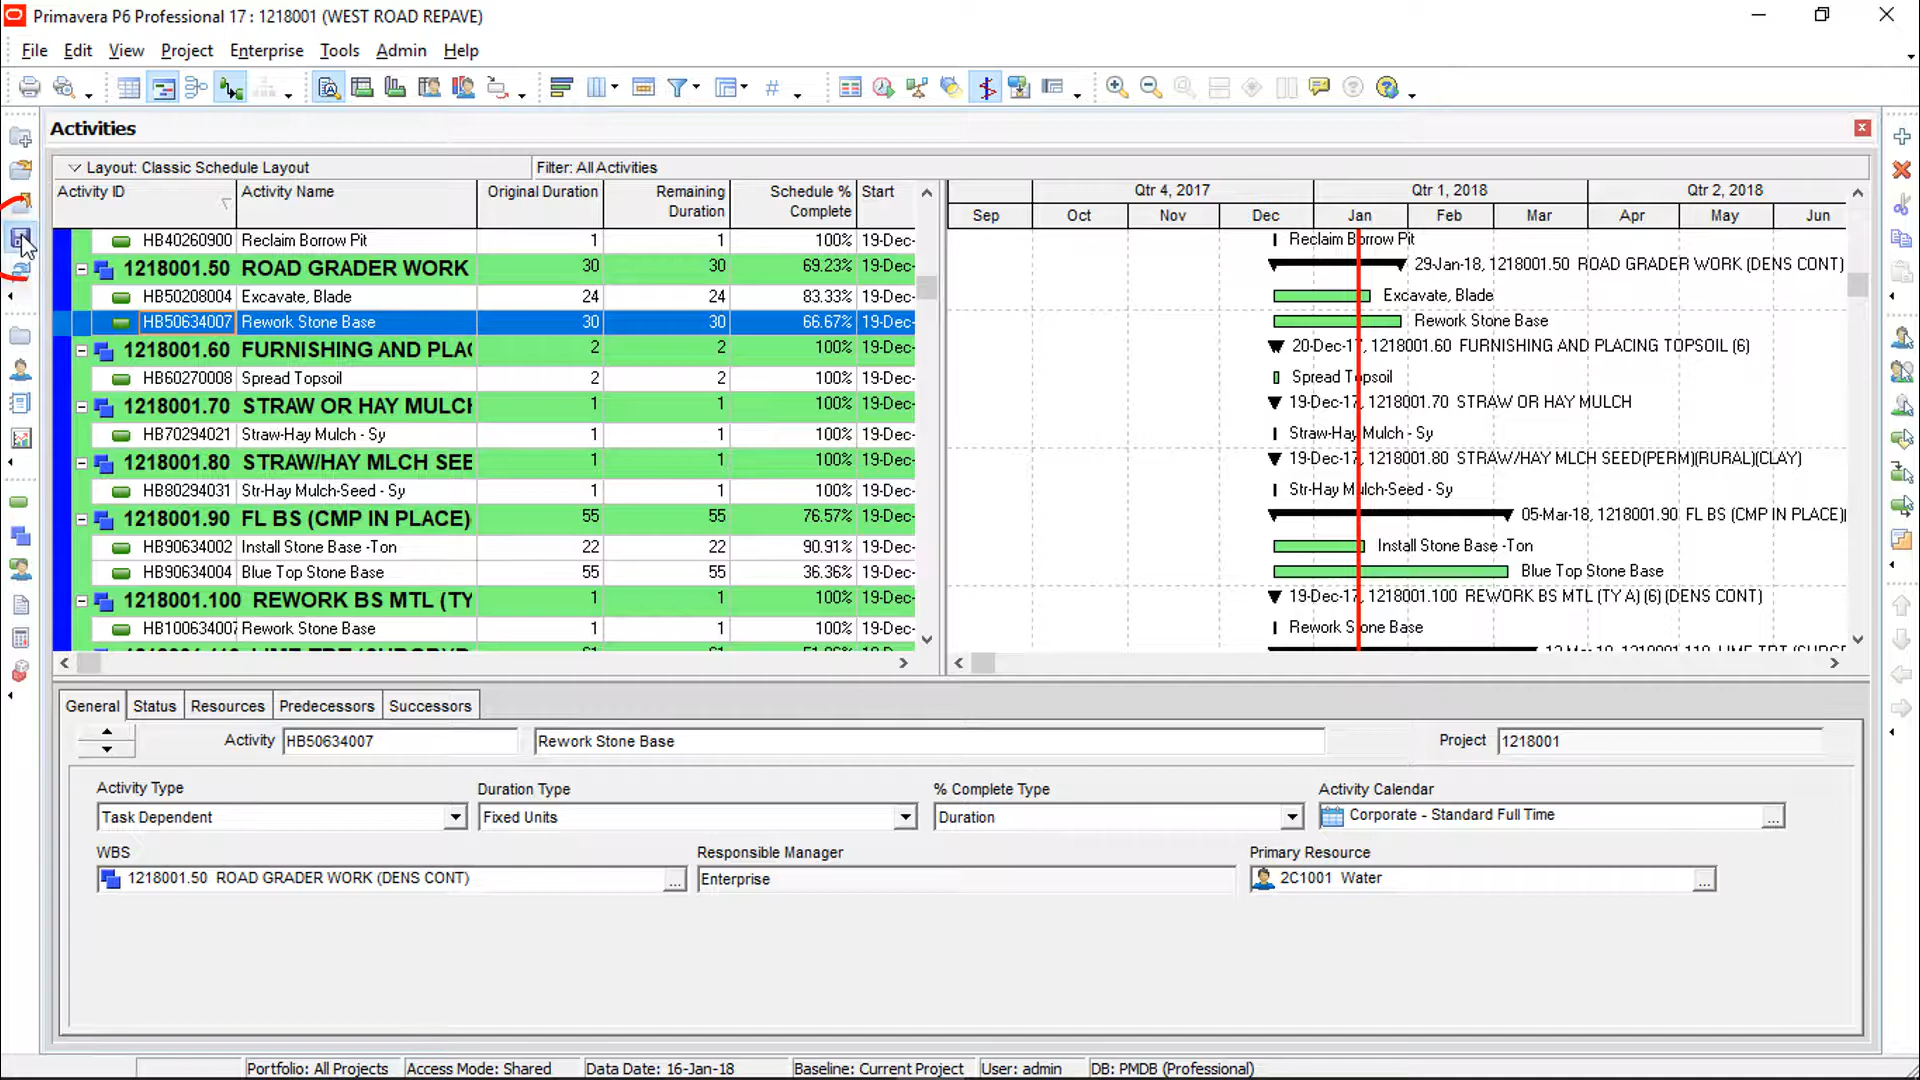 Primavera P6 Professional 17 : 1218001 (WEST ROAD REPAVE)
File Edit View Project Enterprise Tools Admin Help
Activities
Layout: Classic Schedule Layout Filter: All Activities
Activity ID Activity Name Original Duration Remaining Duration Schedule % Complete Start
Qtr 4, 2017 Qtr 1, 2018 Qtr 2, 2018
Sep Oct Nov Dec Jan Feb Mar Apr May Jun
HB40260900 Reclaim Borrow Pit 1 1 100% 19-Dec- Reclaim Borrow Pit
1218001.50 ROAD GRADER WORK 30 30 69.23% 19-Dec- 29-Jan-18, 1218001.50 ROAD GRADER WORK (DENS CONT)
HB50208004 Excavate, Blade 24 24 83.33% 19-Dec- Excavate, Blade
HB50634007 Rework Stone Base 30 30 66.67% 19-Dec- Rework Stone Base
1218001.60 FURNISHING AND PLAC 2 2 100% 19-Dec- 20-Dec-17, 1218001.60 FURNISHING AND PLACING TOPSOIL (6)
HB60270008 Spread Topsoil 2 2 100% 19-Dec- Spread Topsoil
1218001.70 STRAW OR HAY MULCH 1 1 100% 19-Dec- 19-Dec-17, 1218001.70 STRAW OR HAY MULCH
HB70294021 Straw-Hay Mulch - Sy 1 1 100% 19-Dec- Straw-Hay Mulch - Sy
1218001.80 STRAW/HAY MLCH SEE 1 1 100% 19-Dec- 19-Dec-17, 1218001.80 STRAW/HAY MLCH SEED(PERM)(RURAL)(CLAY)
HB80294031 Str-Hay Mulch-Seed - Sy 1 1 100% 19-Dec- Str-Hay Mulch-Seed - Sy
1218001.90 FL BS (CMP IN PLACE) 55 55 76.57% 19-Dec- 05-Mar-18, 1218001.90 FL BS (CMP IN PLACE)
HB90634002 Install Stone Base -Ton 22 22 90.91% 19-Dec- Install Stone Base -Ton
HB90634004 Blue Top Stone Base 55 55 36.36% 19-Dec- Blue Top Stone Base
1218001.100 REWORK BS MTL (TY 1 1 100% 19-Dec- 19-Dec-17, 1218001.100 REWORK BS MTL (TY A) (6) (DENS CONT)
HB100634007 Rework Stone Base 1 1 100% 19-Dec- Rework Stone Base
General Status Resources Predecessors Successors
Activity HB50634007 Rework Stone Base Project 1218001
Activity Type Duration Type % Complete Type Activity Calendar
Task Dependent Fixed Units Duration Corporate - Standard Full Time ...
WBS Responsible Manager Primary Resource
1218001.50 ROAD GRADER WORK (DENS CONT) ... Enterprise 2C1001 Water ...
Portfolio: All Projects Access Mode: Shared Data Date: 16-Jan-18 Baseline: Current Project User: admin DB: PMDB (Professional)